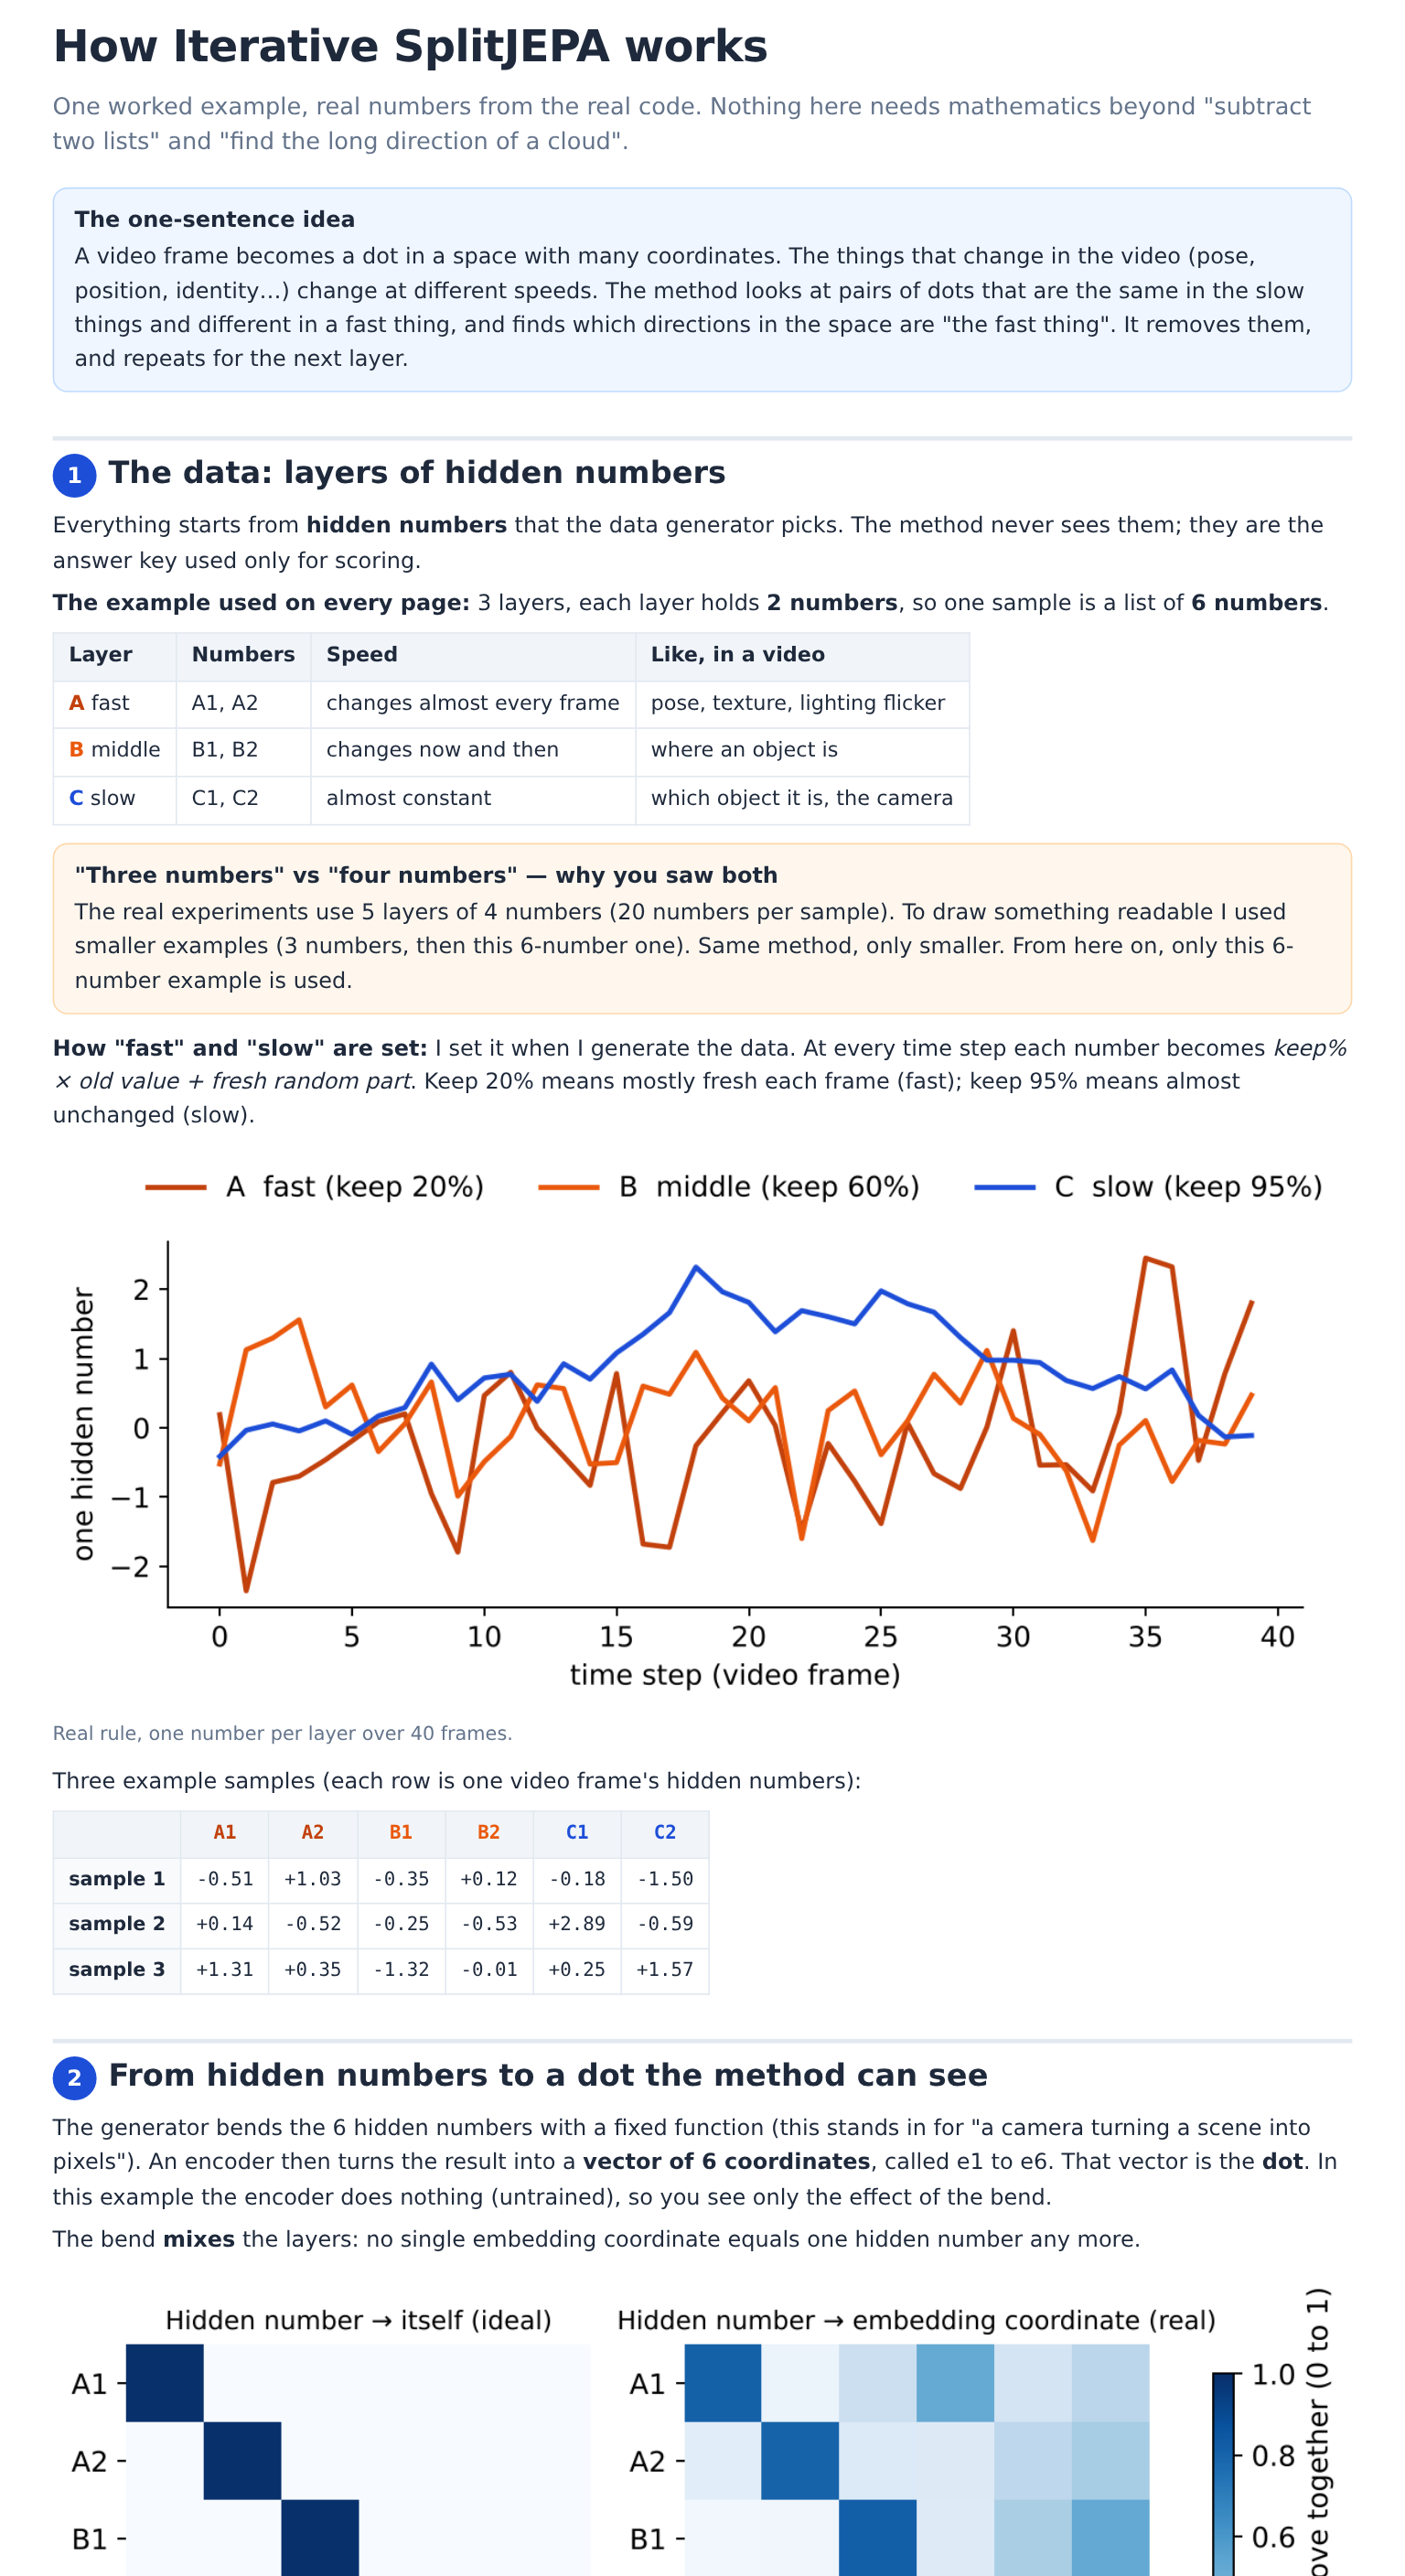 How Iterative SplitJEPA works
One worked example, real numbers from the real code. Nothing here needs mathematics beyond "subtract
two lists" and "find the long direction of a cloud".
The one-sentence idea
A video frame becomes a dot in a space with many coordinates. The things that change in the video (pose,
position, identity…) change at different speeds. The method looks at pairs of dots that are the same in the slow
things and different in a fast thing, and finds which directions in the space are "the fast thing". It removes them,
and repeats for the next layer.
1 The data: layers of hidden numbers
Everything starts from hidden numbers that the data generator picks. The method never sees them; they are the
answer key used only for scoring.
The example used on every page: 3 layers, each layer holds 2 numbers, so one sample is a list of 6 numbers.
Layer Numbers Speed Like, in a video
A fast A1, A2 changes almost every frame pose, texture, lighting flicker
B middle B1, B2 changes now and then where an object is
C slow C1, C2 almost constant which object it is, the camera
"Three numbers" vs "four numbers" — why you saw both
The real experiments use 5 layers of 4 numbers (20 numbers per sample). To draw something readable I used
smaller examples (3 numbers, then this 6-number one). Same method, only smaller. From here on, only this 6-
number example is used.
How "fast" and "slow" are set: I set it when I generate the data. At every time step each number becomes keep%
× old value + fresh random part. Keep 20% means mostly fresh each frame (fast); keep 95% means almost
unchanged (slow).
A fast (keep 20%) B middle (keep 60%) C slow (keep 95%)
one hidden number
2
1
0
−1
−2
0 5 10 15 20 25 30 35 40
time step (video frame)
Real rule, one number per layer over 40 frames.
Three example samples (each row is one video frame's hidden numbers):
A1 A2 B1 B2 C1 C2
sample 1 -0.51 +1.03 -0.35 +0.12 -0.18 -1.50
sample 2 +0.14 -0.52 -0.25 -0.53 +2.89 -0.59
sample 3 +1.31 +0.35 -1.32 -0.01 +0.25 +1.57
2 From hidden numbers to a dot the method can see
The generator bends the 6 hidden numbers with a fixed function (this stands in for "a camera turning a scene into
pixels"). An encoder then turns the result into a vector of 6 coordinates, called e1 to e6. That vector is the dot. In
this example the encoder does nothing (untrained), so you see only the effect of the bend.
The bend mixes the layers: no single embedding coordinate equals one hidden number any more.
Hidden number → itself (ideal) Hidden number → embedding coordinate (real)
A1 A1 1.0
A2 A2 0.8
B1 B1 0.6
together (0 to 1)